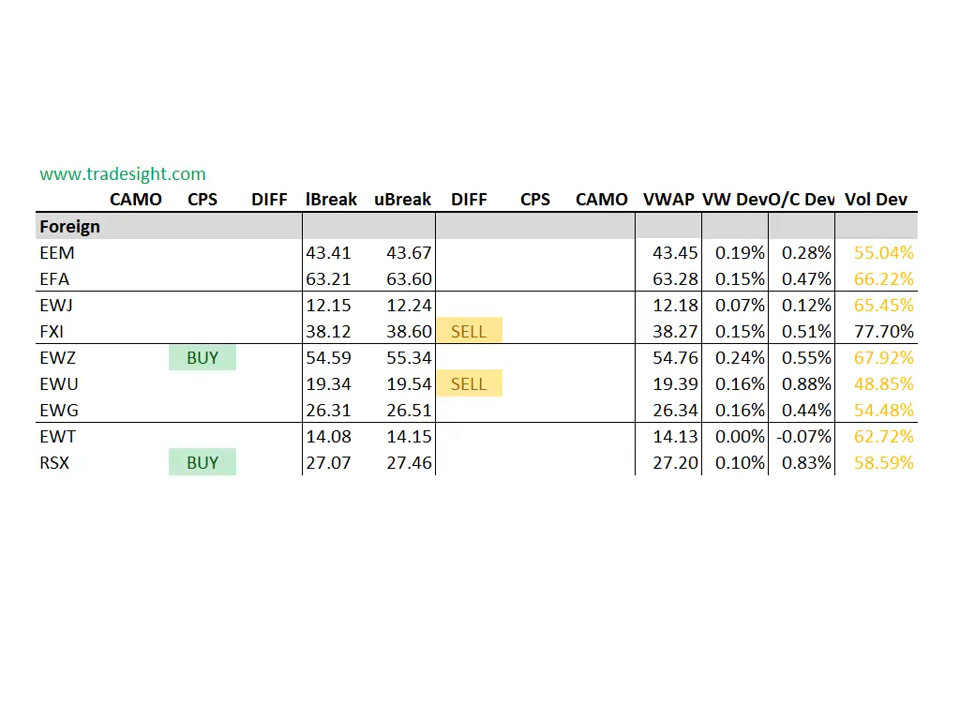 www.tradesight.com
CAMO CPS DIFF lBreak uBreak DIFF CPS CAMO VWAP VW Dev O/C Dev Vol Dev
Foreign
EEM 43.41 43.67 43.45 0.19% 0.28% 55.04%
EFA 63.21 63.60 63.28 0.15% 0.47% 66.22%
EWJ 12.15 12.24 12.18 0.07% 0.12% 65.45%
FXI 38.12 38.60 SELL 38.27 0.15% 0.51% 77.70%
EWZ BUY 54.59 55.34 54.76 0.24% 0.55% 67.92%
EWU 19.34 19.54 SELL 19.39 0.16% 0.88% 48.85%
EWG 26.31 26.51 26.34 0.16% 0.44% 54.48%
EWT 14.08 14.15 14.13 0.00% -0.07% 62.72%
RSX BUY 27.07 27.46 27.20 0.10% 0.83% 58.59%